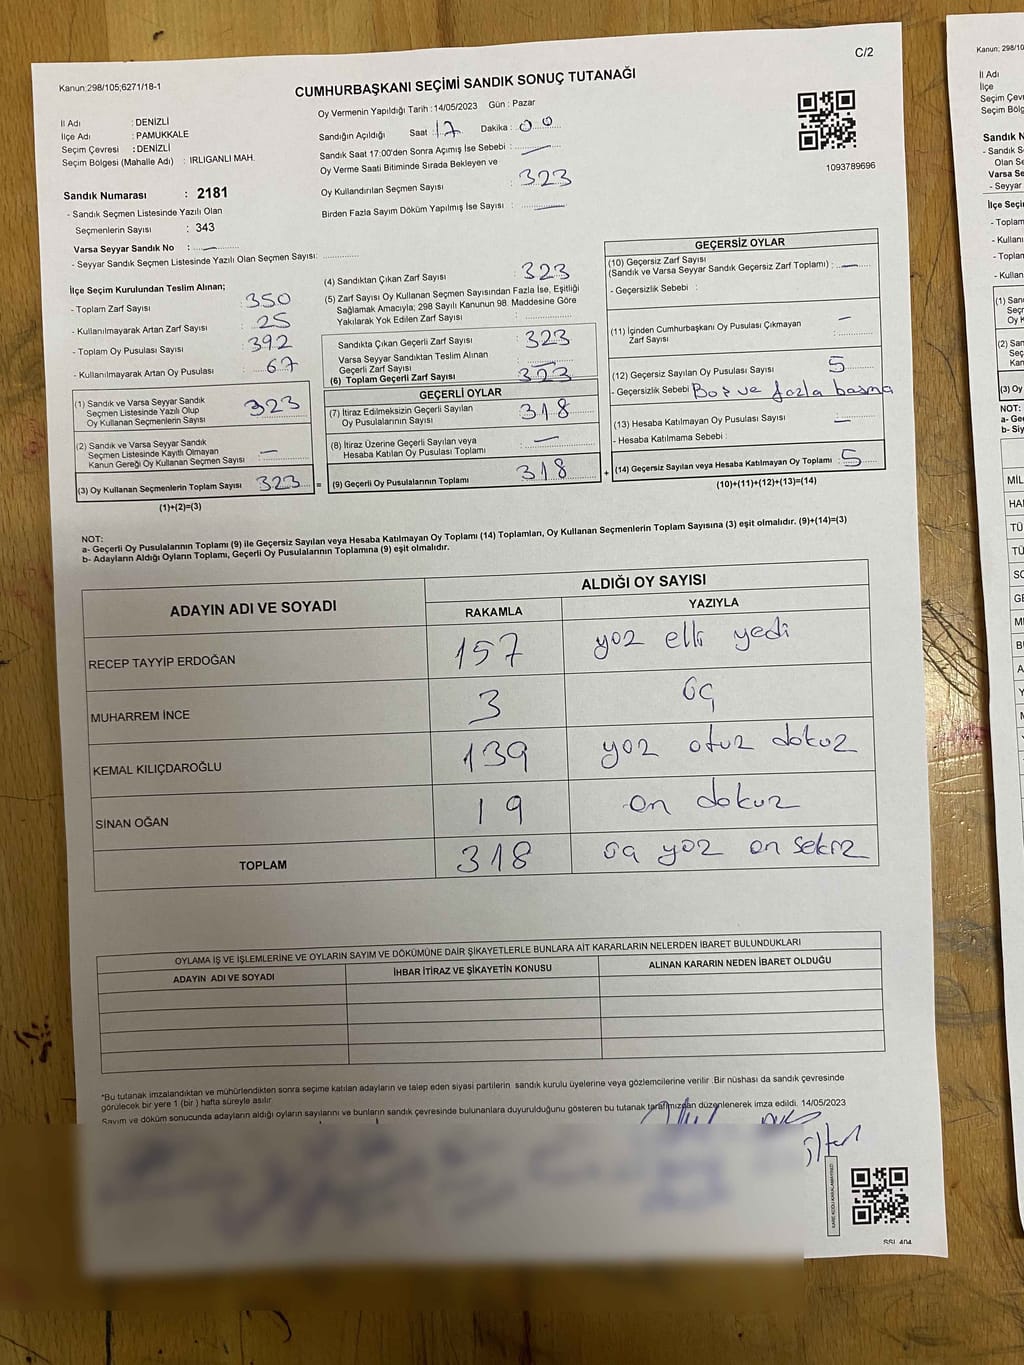 C/2
Kanun:298/105;6271/18-1
CUMHURBAŞKANI SEÇİMİ SANDIK SONUÇ TUTANAĞI
İl Adı : DENİZLİ
İlçe Adı : PAMUKKALE
Seçim Çevresi : DENİZLİ
Seçim Bölgesi (Mahalle Adı) : IRLIGANLI MAH.
Oy Vermenin Yapıldığı Tarih : 14/05/2023 Gün : Pazar
Sandığın Açıldığı Saat : 17 Dakika : 00
Sandık Saat 17:00'den Sonra Açımış İse Sebebi : —
Oy Verme Saati Bitiminde Sırada Bekleyen ve
Oy Kullandırılan Seçmen Sayısı : 323
Birden Fazla Sayım Döküm Yapılmış İse Sayısı : —
1093789696
Sandık Numarası : 2181
- Sandık Seçmen Listesinde Yazılı Olan
Seçmenlerin Sayısı : 343
Varsa Seyyar Sandık No : —
- Seyyar Sandık Seçmen Listesinde Yazılı Olan Seçmen Sayısı:
İlçe Seçim Kurulundan Teslim Alınan;
- Toplam Zarf Sayısı : 350
- Kullanılmayarak Artan Zarf Sayısı : 25
- Toplam Oy Pusulası Sayısı : 392
- Kullanılmayarak Artan Oy Pusulası : 67
(1) Sandık ve Varsa Seyyar Sandık
Seçmen Listesinde Yazılı Olup
Oy Kullanan Seçmenlerin Sayısı : 323
(2) Sandık ve Varsa Seyyar Sandık
Seçmen Listesinde Kayıtlı Olmayan
Kanun Gereği Oy Kullanan Seçmen Sayısı : —
(3) Oy Kullanan Seçmenlerin Toplam Sayısı 323 =
(1)+(2)=(3)
(4) Sandıktan Çıkan Zarf Sayısı : 323
(5) Zarf Sayısı Oy Kullanan Seçmen Sayısından Fazla İse, Eşitliği
Sağlamak Amacıyla; 298 Sayılı Kanunun 98. Maddesine Göre
Yakılarak Yok Edilen Zarf Sayısı :
Sandıkta Çıkan Geçerli Zarf Sayısı : 323
Varsa Seyyar Sandıktan Teslim Alınan
Geçerli Zarf Sayısı : —
(6) Toplam Geçerli Zarf Sayısı : 323
GEÇERLİ OYLAR
(7) İtiraz Edilmeksizin Geçerli Sayılan
Oy Pusulalarının Sayısı : 318
(8) İtiraz Üzerine Geçerli Sayılan veya
Hesaba Katılan Oy Pusulası Toplamı : —
(9) Geçerli Oy Pusulalarının Toplamı : 318 +
GEÇERSİZ OYLAR
(10) Geçersiz Zarf Sayısı
(Sandık ve Varsa Seyyar Sandık Geçersiz Zarf Toplamı) : —
- Geçersizlik Sebebi :
(11) İçinden Cumhurbaşkanı Oy Pusulası Çıkmayan
Zarf Sayısı : —
(12) Geçersiz Sayılan Oy Pusulası Sayısı : 5
- Geçersizlik Sebebi : Boş ve fazla basma
(13) Hesaba Katılmayan Oy Pusulası Sayısı : —
- Hesaba Katılmama Sebebi :
(14) Geçersiz Sayılan veya Hesaba Katılmayan Oy Toplamı : 5
(10)+(11)+(12)+(13)=(14)
NOT:
a- Geçerli Oy Pusulalarının Toplamı (9) ile Geçersiz Sayılan veya Hesaba Katılmayan Oy Toplamı (14) Toplamları, Oy Kullanan Seçmenlerin Toplam Sayısına (3) eşit olmalıdır. (9)+(14)=(3)
b- Adayların Aldığı Oyların Toplamı, Geçerli Oy Pusulalarının Toplamına (9) eşit olmalıdır.
ADAYIN ADI VE SOYADI ALDIĞI OY SAYISI
RAKAMLA YAZIYLA
RECEP TAYYİP ERDOĞAN 157 yüz elli yedi
MUHARREM İNCE 3 üç
KEMAL KILIÇDAROĞLU 139 yüz otuz dokuz
SİNAN OĞAN 19 on dokuz
TOPLAM 318 üç yüz on sekiz
OYLAMA İŞ VE İŞLEMLERİNE VE OYLARIN SAYIM VE DÖKÜMÜNE DAİR ŞİKAYETLERLE BUNLARA AİT KARARLARIN NELERDEN İBARET BULUNDUKLARI
ADAYIN ADI VE SOYADI İHBAR İTİRAZ VE ŞİKAYETİN KONUSU ALINAN KARARIN NEDEN İBARET OLDUĞU
*Bu tutanak imzalandıktan ve mühürlendikten sonra seçime katılan adayların ve talep eden siyasi partilerin sandık kurulu üyelerine veya gözlemcilerine verilir .Bir nüshası da sandık çevresinde
görülecek bir yere 1 (bir ) hafta süreyle asılır.
Sayım ve döküm sonucunda adayların aldığı oyların sayılarını ve bunların sandık çevresinde bulunanlara duyurulduğunu gösteren bu tutanak tarafımızdan düzenlenerek imza edildi. 14/05/2023
Kanun: 298/10
İl Adı
İlçe
Seçim Çevr
Seçim Bölg